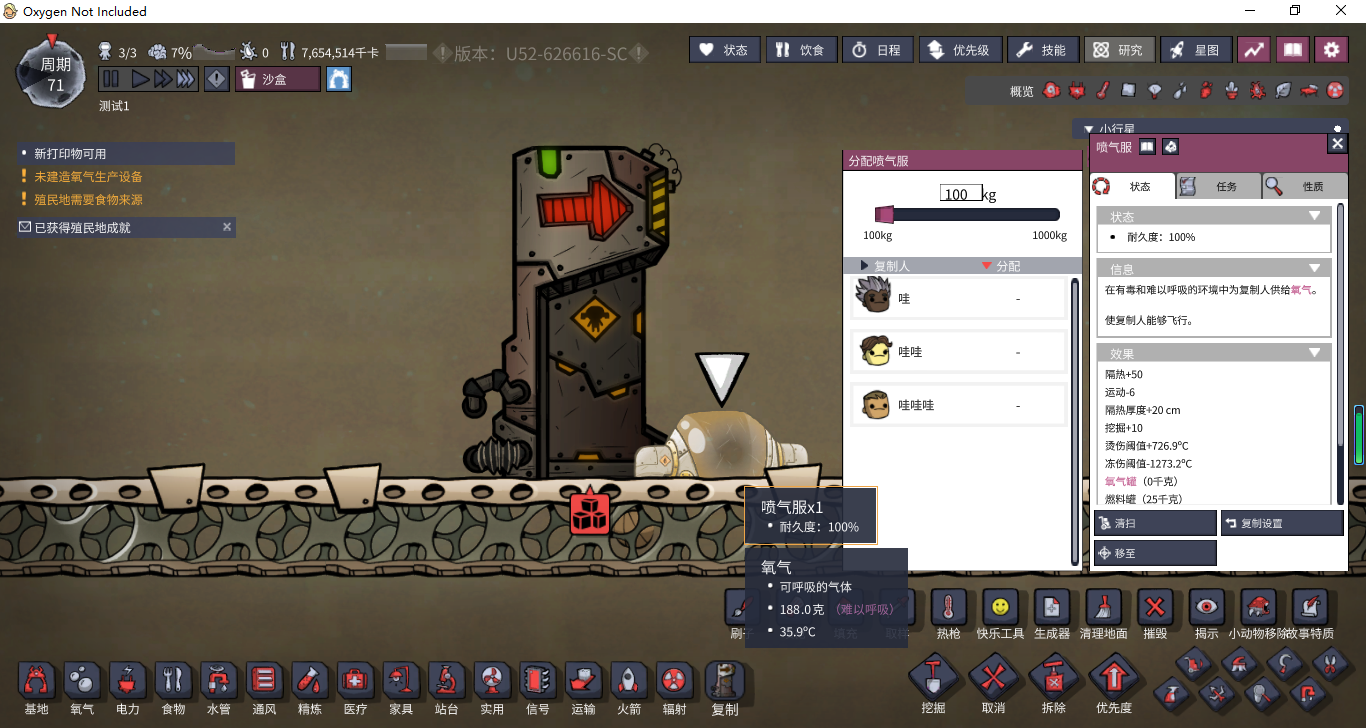 Oxygen Not Included
周期
71
3/3
7%
0
7,654,514千卡
版本：U52-626616-SC
沙盒
测试1
状态
饮食
日程
优先级
技能
研究
星图
概览
小行星
新打印物可用
未建造氧气生产设备
殖民地需要食物来源
已获得殖民地成就
分配喷气服
100 kg
100kg
1000kg
复制人
分配
哇
-
哇哇
-
哇哇哇
-
喷气服
状态
任务
性质
状态
耐久度：100%
信息
在有毒和难以呼吸的环境中为复制人供给氧气。
使复制人能够飞行。
效果
隔热+50
运动-6
隔热厚度+20 cm
挖掘+10
烫伤阈值+726.9ºC
冻伤阈值-1273.2ºC
氧气罐（0千克）
燃料罐（25千克）
清扫
复制设置
移至
喷气服x1
耐久度：100%
氧气
可呼吸的气体
188.0克（难以呼吸）
35.9ºC
热枪
快乐工具
生成器
清理地面
摧毁
揭示
小动物移除
故事特质
基地
氧气
电力
食物
水管
通风
精炼
医疗
家具
站台
实用
信号
运输
火箭
辐射
复制
挖掘
取消
拆除
优先度